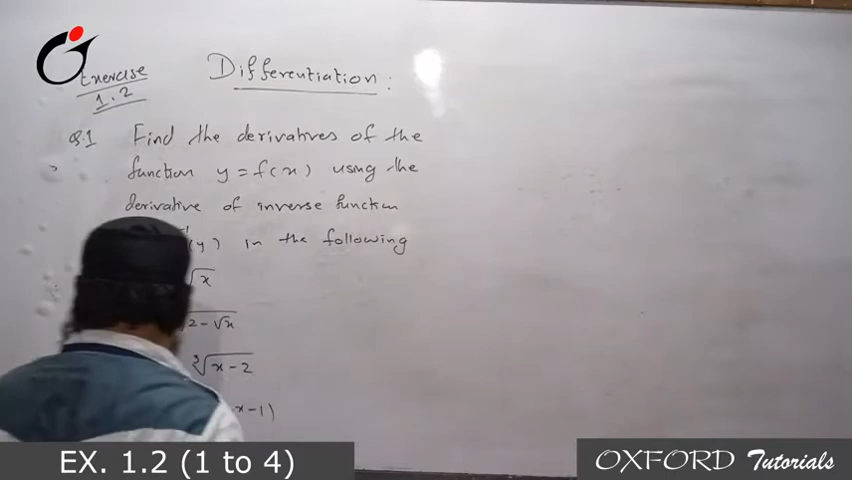 Exercise
1.2
Differentiation:
Q.1 Find the derivatives of the
function y = f(x) using the
derivative of inverse function
(y) in the following
√x
2 - √x
∛(x - 2)
x - 1)
EX. 1.2 (1 to 4)
OXFORD Tutorials